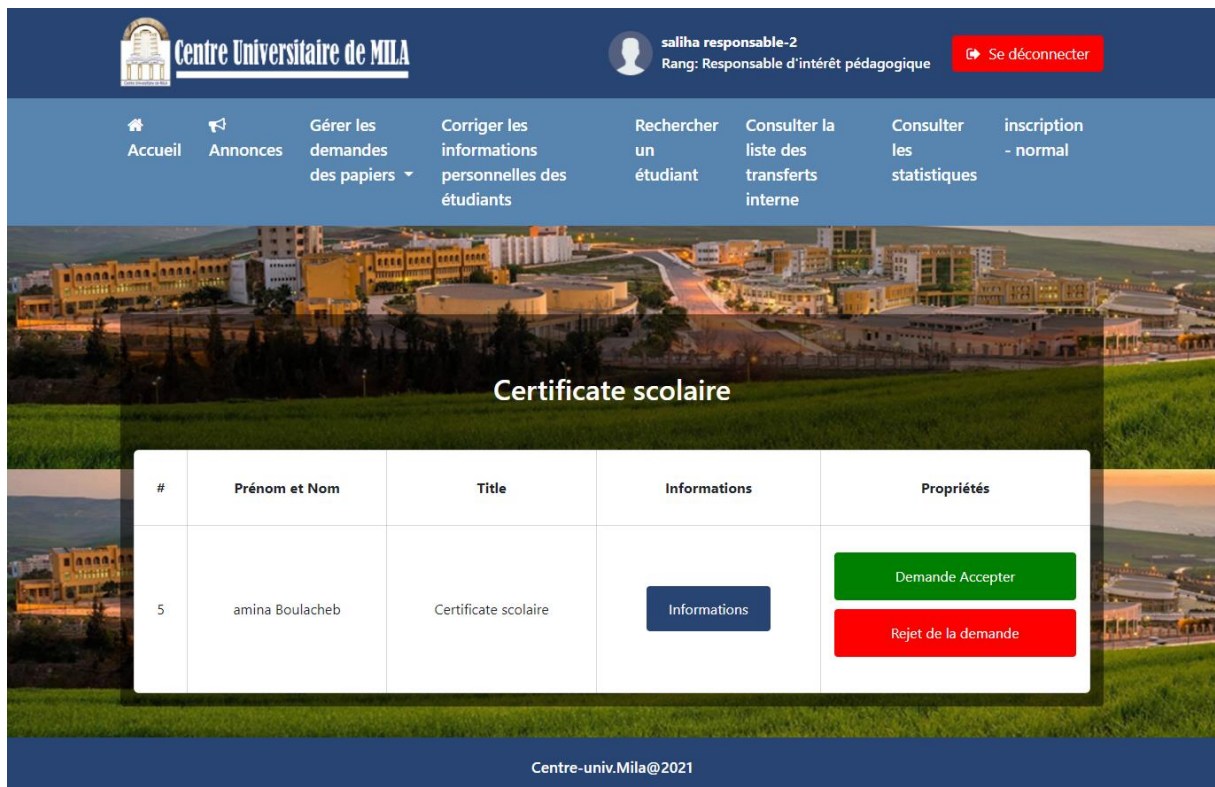 Centre Universitaire de MILA
saliha responsable-2
Rang: Responsable d'intérêt pédagogique
Se déconnecter
Accueil
Annonces
Gérer les
demandes
des papiers
Corriger les
informations
personnelles des
étudiants
Rechercher
un
étudiant
Consulter la
liste des
transferts
interne
Consulter
les
statistiques
inscription
- normal
Certificate scolaire
# Prénom et Nom Title Informations Propriétés
5 amina Boulacheb Certificate scolaire Informations
Demande Accepter
Rejet de la demande
Centre-univ.Mila@2021